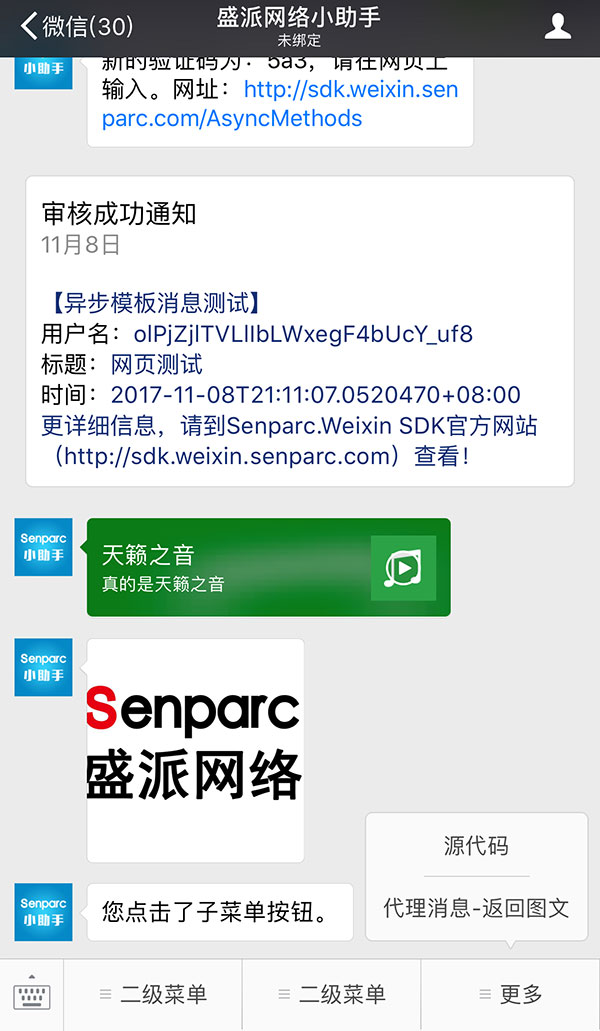 微信(30)
盛派网络小助手
未绑定
小助手
新的验证码为：5a3，请在网页上
输入。网址：http://sdk.weixin.sen
parc.com/AsyncMethods
审核成功通知
11月8日
【异步模板消息测试】
用户名：olPjZjlTVLlIbLWxegF4bUcY_uf8
标题：网页测试
时间：2017-11-08T21:11:07.0520470+08:00
更详细信息，请到Senparc.Weixin SDK官方网站
（http://sdk.weixin.senparc.com）查看！
Senparc
小助手
天籁之音
真的是天籁之音
Senparc
小助手
Senparc
盛派网络
Senparc
小助手
您点击了子菜单按钮。
源代码
代理消息-返回图文
二级菜单
二级菜单
更多